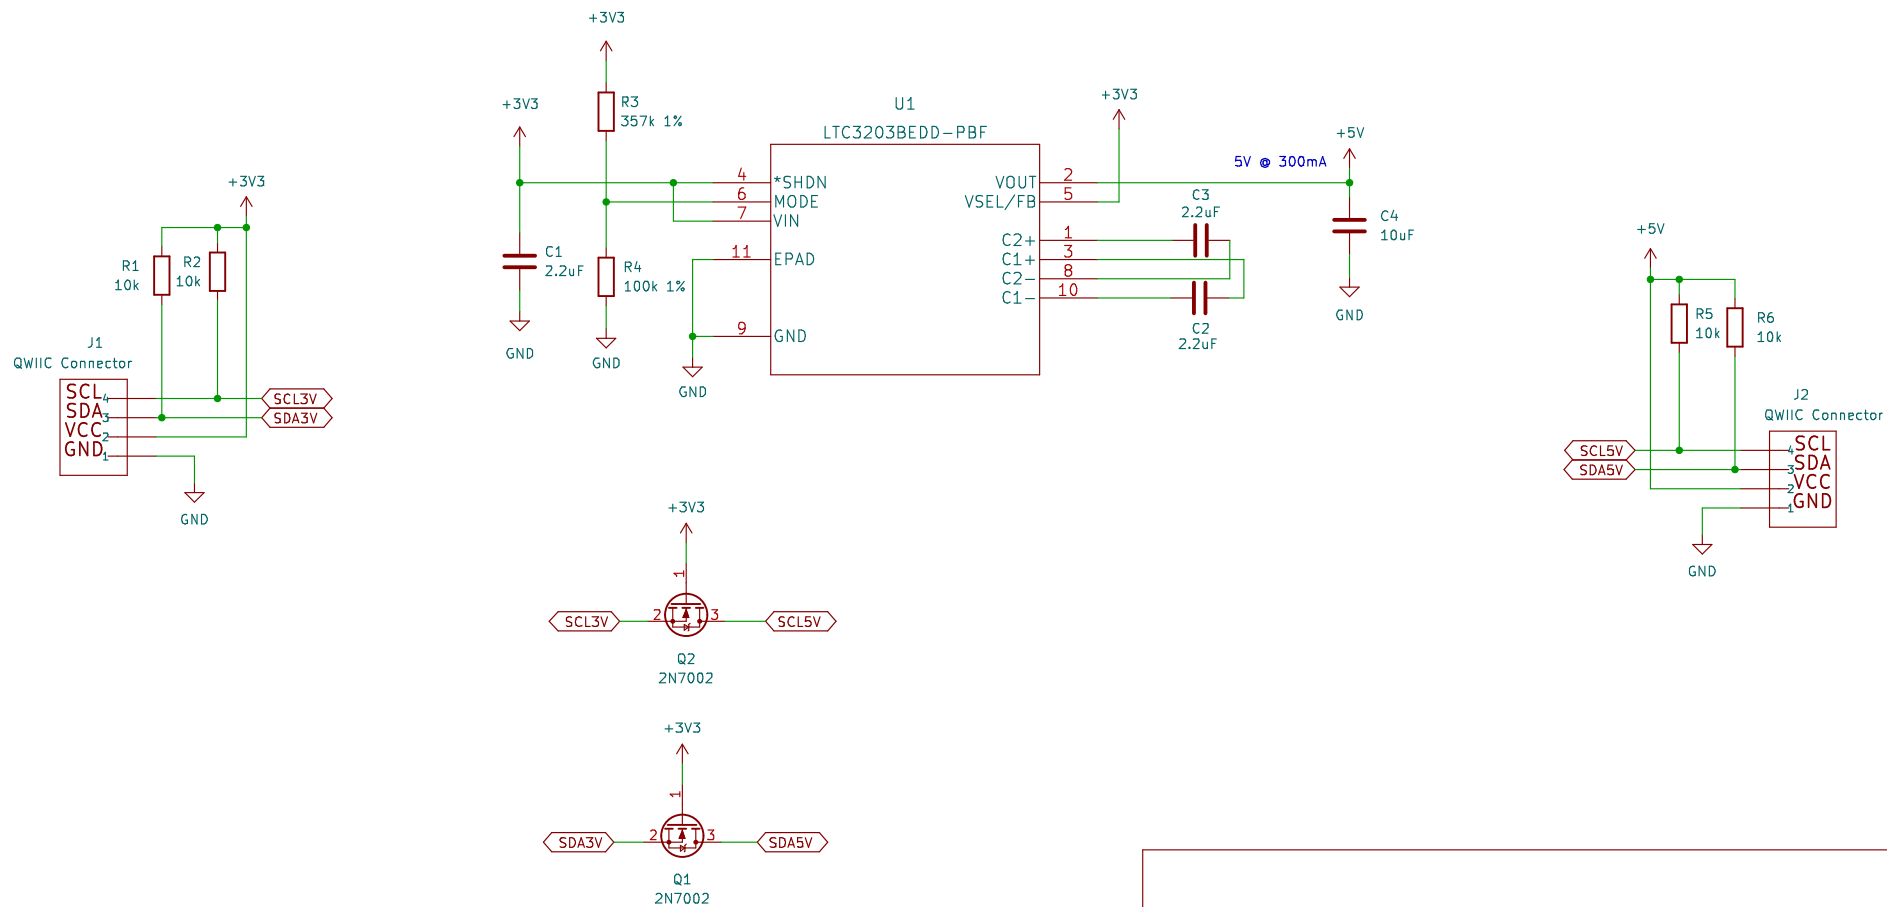 +3V3
R1
10k
R2
10k
J1
QWIIC Connector
SCL 4
SDA 3
VCC 2
GND 1
SCL3V
SDA3V
GND
+3V3
R3
357k 1%
+3V3
C1
2.2uF
GND
R4
100k 1%
GND
U1
LTC3203BEDD-PBF
4 *SHDN
6 MODE
7 VIN
11 EPAD
9 GND
GND
VOUT 2
VSEL/FB 5
C2+ 1
C1+ 3
C2- 8
C1- 10
+3V3
5V @ 300mA
C3
2.2uF
C2
2.2uF
+5V
C4
10uF
GND
+5V
R5
10k
R6
10k
J2
QWIIC Connector
SCL5V
SDA5V
4 SCL
3 SDA
2 VCC
1 GND
GND
+3V3
1
SCL3V
2
3
SCL5V
Q2
2N7002
+3V3
1
SDA3V
2
3
SDA5V
Q1
2N7002